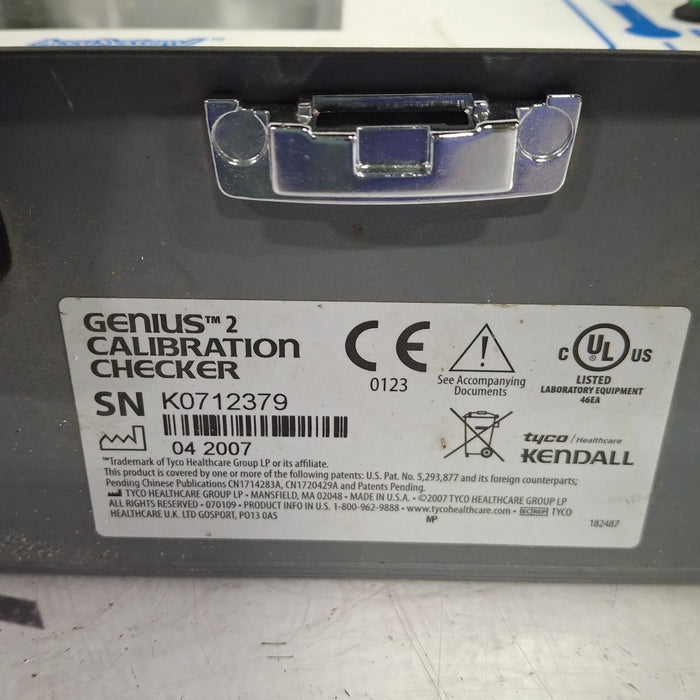 GENIUS™ 2
CALIBRATION
CHECKER
SN K0712379
04 2007
CE
0123
See Accompanying
Documents
C UL US
LISTED
LABORATORY EQUIPMENT
46EA
tyco / Healthcare
KENDALL
™Trademark of Tyco Healthcare Group LP or its affiliate.
This product is covered by one or more of the following patents: U.S. Pat. No. 5,293,877 and its foreign counterparts;
Pending Chinese Publications CN1714283A, CN1720429A and Patents Pending.
TYCO HEALTHCARE GROUP LP • MANSFIELD, MA 02048 • MADE IN U.S.A. • ©2007 TYCO HEALTHCARE GROUP LP
ALL RIGHTS RESERVED • 070109 • PRODUCT INFO IN U.S. 1-800-962-9888 • www.tycohealthcare.com • EC REP TYCO
HEALTHCARE U.K. LTD GOSPORT, PO13 0AS
MP
182487